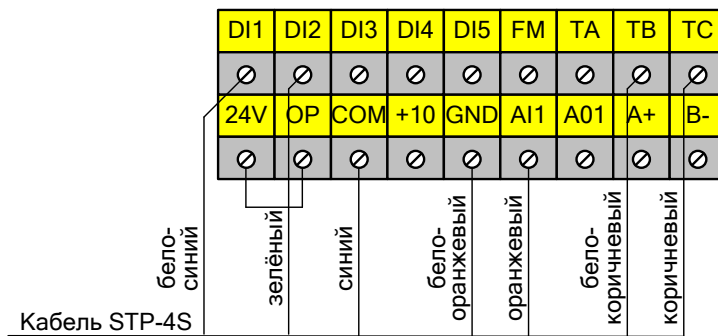 DI1 DI2 DI3 DI4 DI5 FM TA TB TC
24V OP COM +10 GND AI1 A01 A+ B-
бело-
синий
зелёный
синий
бело-
оранжевый
оранжевый
бело-
коричневый
коричневый
Кабель STP-4S